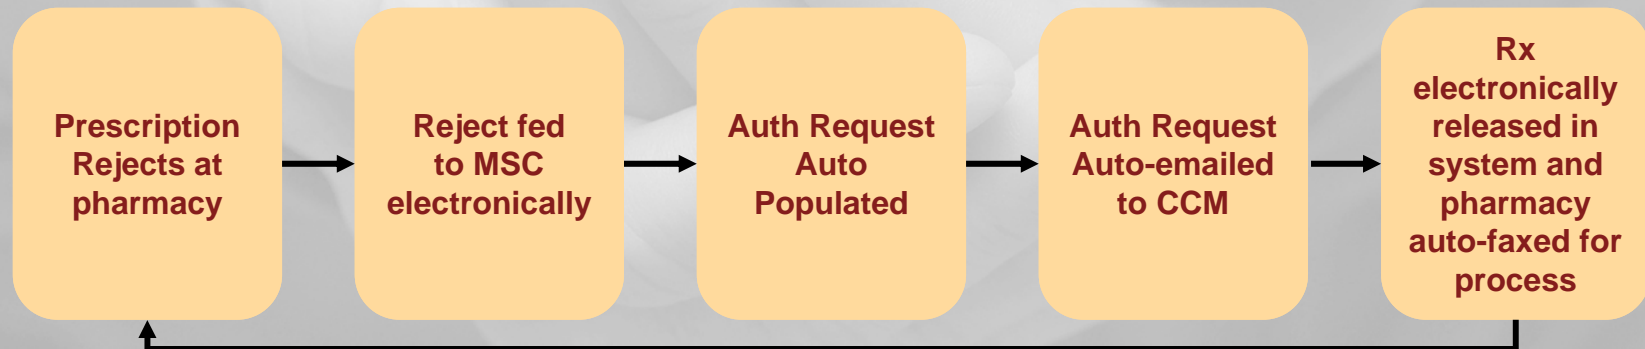 Prescription
Rejects at
pharmacy
Reject fed
to MSC
electronically
Auth Request
Auto
Populated
Auth Request
Auto-emailed
to CCM
Rx
electronically
released in
system and
pharmacy
auto-faxed for
process